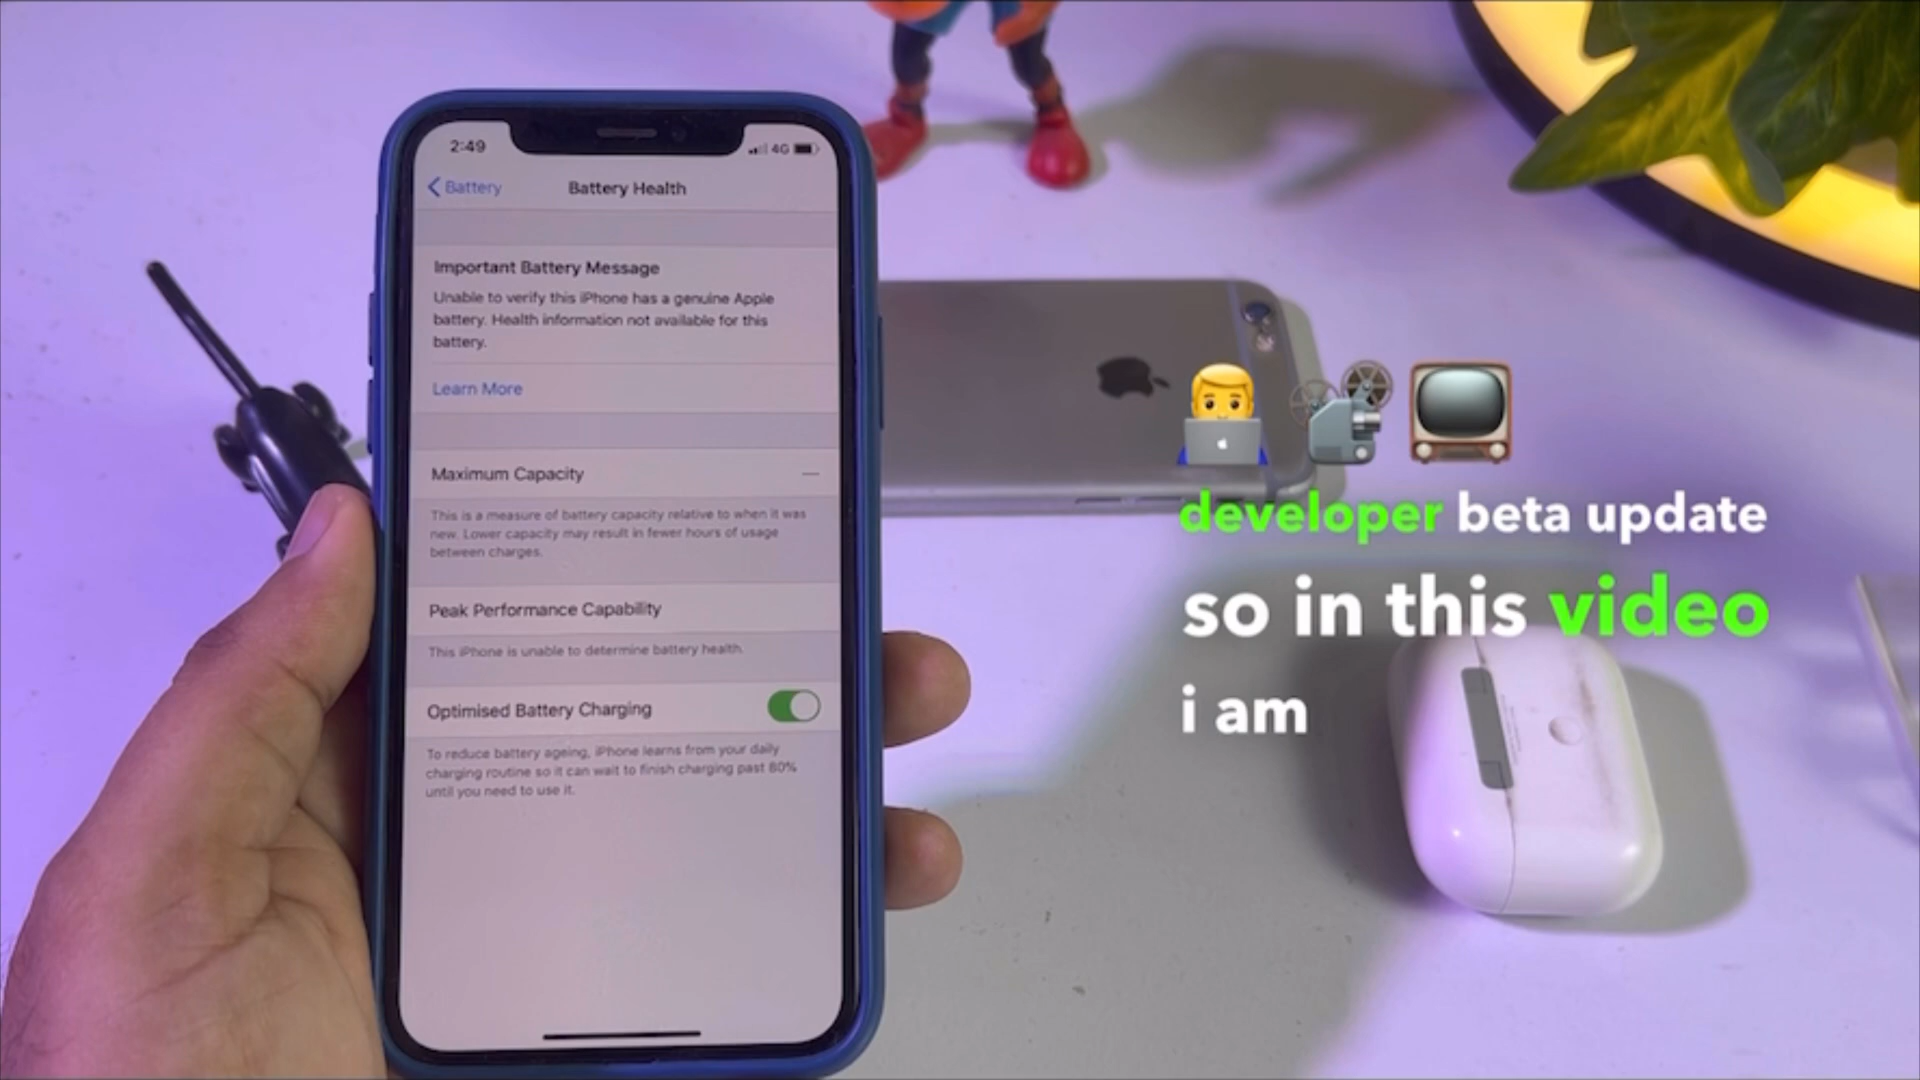 2:49
4G
Battery
Battery Health
Important Battery Message
Unable to verify this iPhone has a genuine Apple
battery. Health information not available for this
battery.
Learn More
Maximum Capacity —
This is a measure of battery capacity relative to when it was
new. Lower capacity may result in fewer hours of usage
between charges.
Peak Performance Capability
This iPhone is unable to determine battery health.
Optimised Battery Charging
To reduce battery ageing, iPhone learns from your daily
charging routine so it can wait to finish charging past 80%
until you need to use it.
developer beta update
so in this video
i am